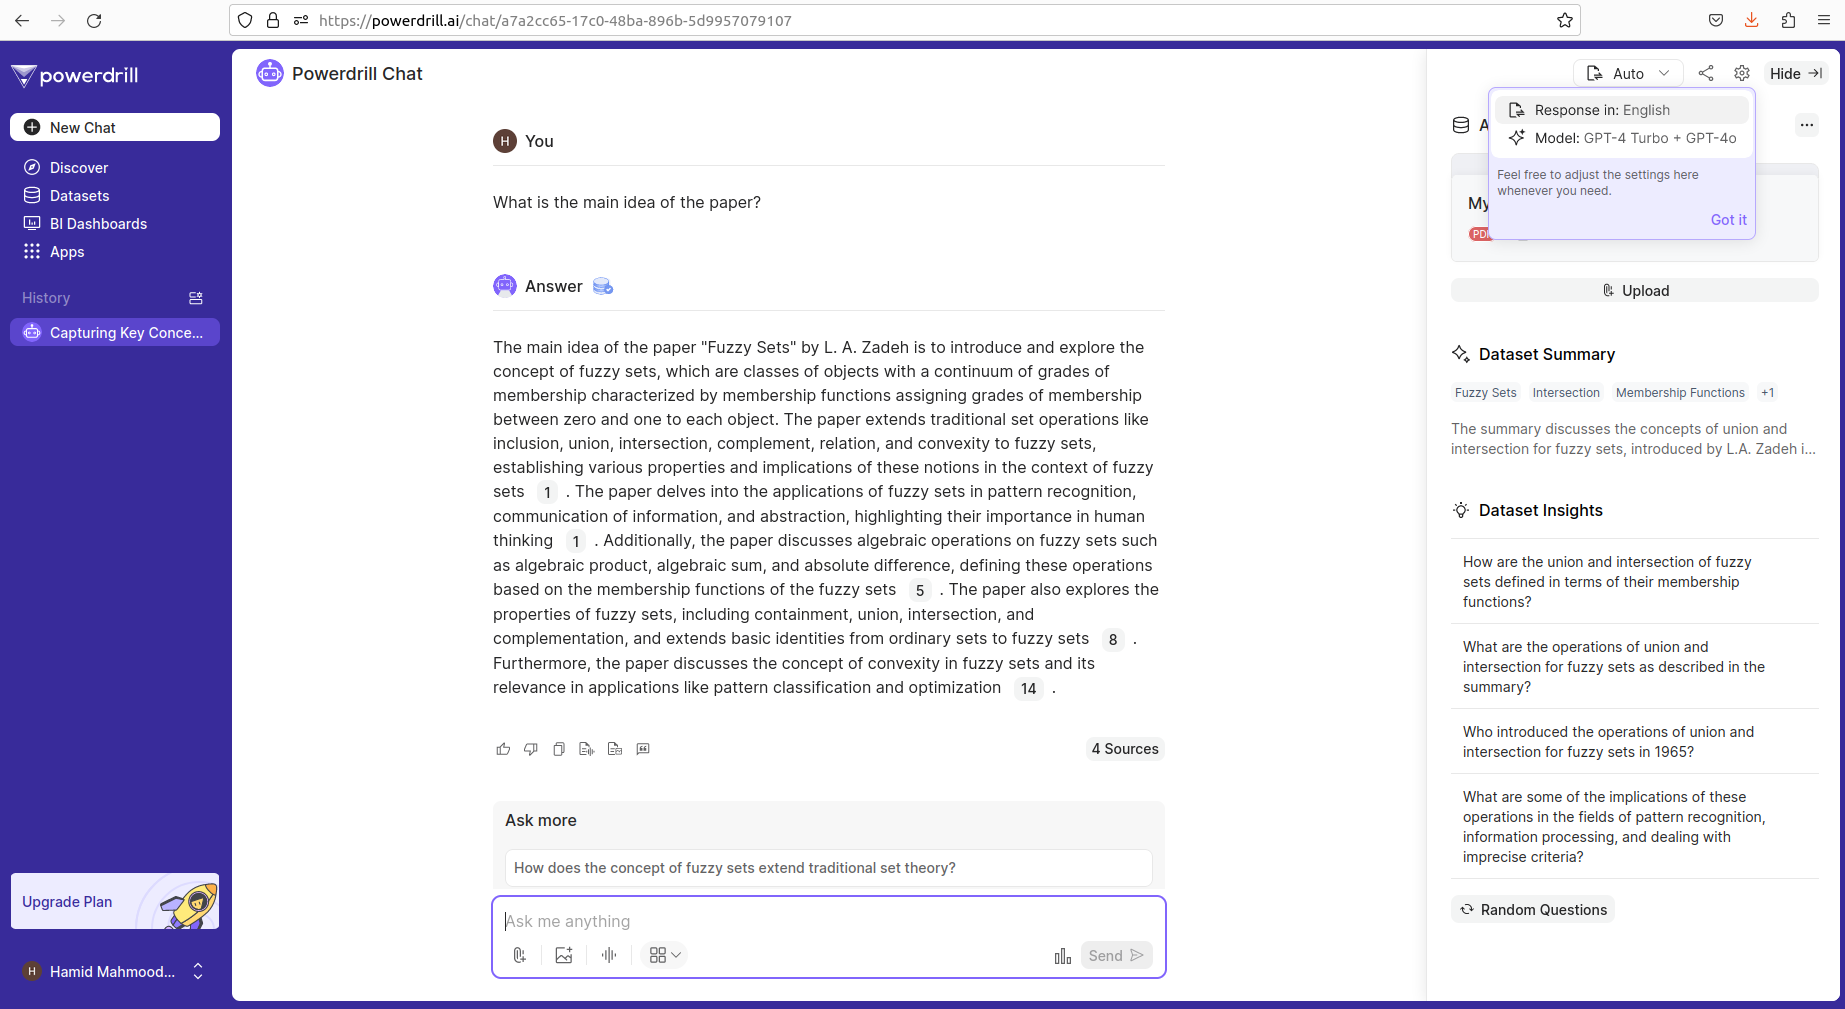 https://powerdrill.ai/chat/a7a2cc65-17c0-48ba-896b-5d9957079107
powerdrill
New Chat
Discover
Datasets
BI Dashboards
Apps
History
Capturing Key Conce...
Upgrade Plan
H
Hamid Mahmood...
Powerdrill Chat
H
You
What is the main idea of the paper?
Answer
The main idea of the paper "Fuzzy Sets" by L. A. Zadeh is to introduce and explore the
concept of fuzzy sets, which are classes of objects with a continuum of grades of
membership characterized by membership functions assigning grades of membership
between zero and one to each object. The paper extends traditional set operations like
inclusion, union, intersection, complement, relation, and convexity to fuzzy sets,
establishing various properties and implications of these notions in the context of fuzzy
sets 1 . The paper delves into the applications of fuzzy sets in pattern recognition,
communication of information, and abstraction, highlighting their importance in human
thinking 1 . Additionally, the paper discusses algebraic operations on fuzzy sets such
as algebraic product, algebraic sum, and absolute difference, defining these operations
based on the membership functions of the fuzzy sets 5 . The paper also explores the
properties of fuzzy sets, including containment, union, intersection, and
complementation, and extends basic identities from ordinary sets to fuzzy sets 8 .
Furthermore, the paper discusses the concept of convexity in fuzzy sets and its
relevance in applications like pattern classification and optimization 14 .
4 Sources
Ask more
How does the concept of fuzzy sets extend traditional set theory?
Ask me anything
Send
Auto
Hide
Response in: English
Model: GPT-4 Turbo + GPT-4o
Feel free to adjust the settings here
whenever you need.
Got it
My
Upload
Dataset Summary
Fuzzy Sets Intersection Membership Functions +1
The summary discusses the concepts of union and
intersection for fuzzy sets, introduced by L.A. Zadeh i...
Dataset Insights
How are the union and intersection of fuzzy
sets defined in terms of their membership
functions?
What are the operations of union and
intersection for fuzzy sets as described in the
summary?
Who introduced the operations of union and
intersection for fuzzy sets in 1965?
What are some of the implications of these
operations in the fields of pattern recognition,
information processing, and dealing with
imprecise criteria?
Random Questions